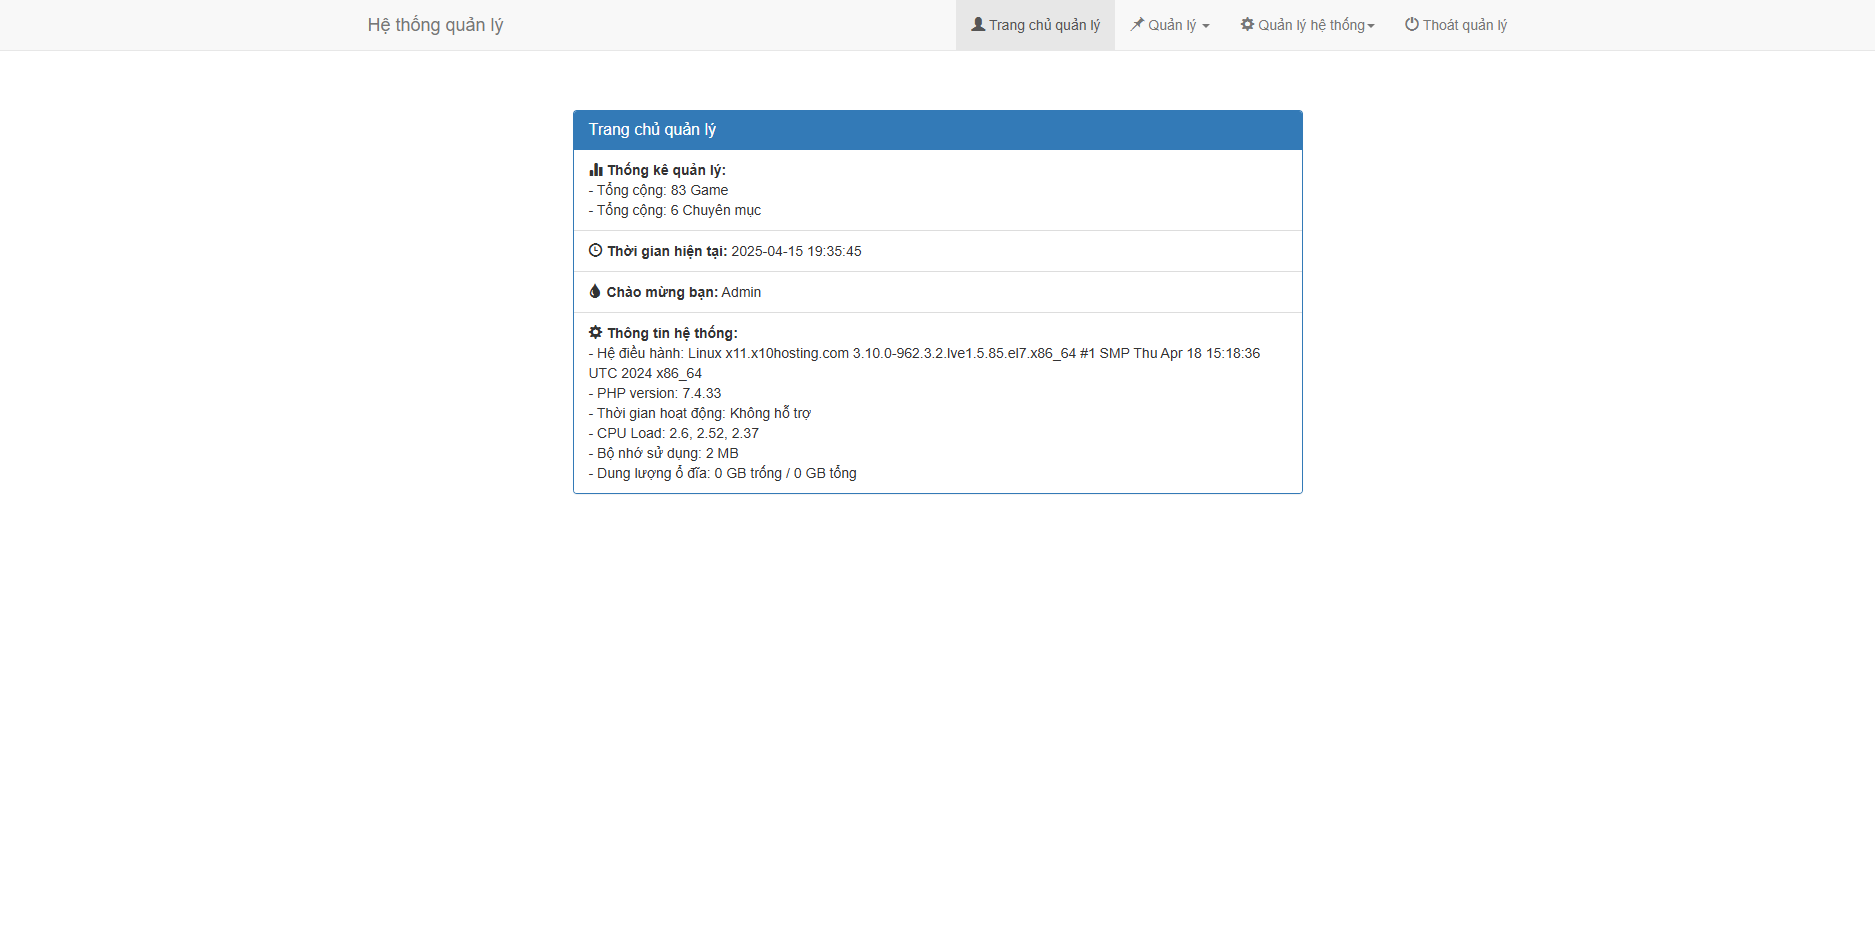 Hệ thống quản lý
Trang chủ quản lý
Quản lý
Quản lý hệ thống
Thoát quản lý
Trang chủ quản lý
Thống kê quản lý:
- Tổng cộng: 83 Game
- Tổng cộng: 6 Chuyên mục
Thời gian hiện tại: 2025-04-15 19:35:45
Chào mừng bạn: Admin
Thông tin hệ thống:
- Hệ điều hành: Linux x11.x10hosting.com 3.10.0-962.3.2.lve1.5.85.el7.x86_64 #1 SMP Thu Apr 18 15:18:36
UTC 2024 x86_64
- PHP version: 7.4.33
- Thời gian hoạt động: Không hỗ trợ
- CPU Load: 2.6, 2.52, 2.37
- Bộ nhớ sử dụng: 2 MB
- Dung lượng ổ đĩa: 0 GB trống / 0 GB tổng